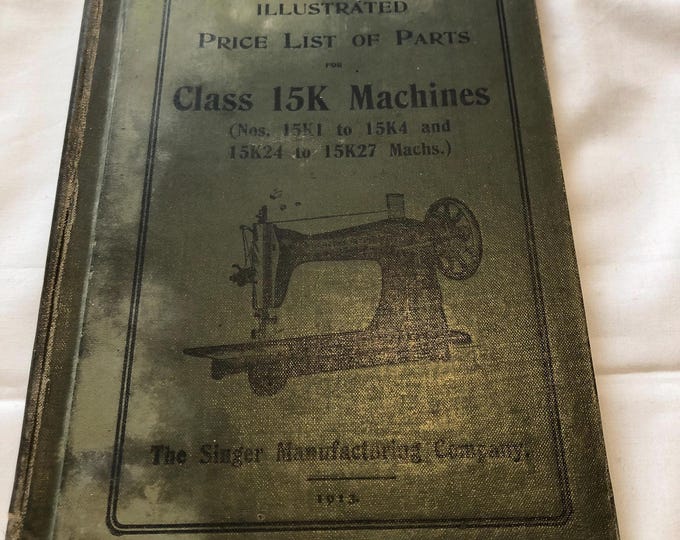 ILLUSTRATED
PRICE LIST OF PARTS
FOR
Class 15K Machines
(Nos. 15K1 to 15K4 and
15K24 to 15K27 Machs.)
The Singer Manufacturing Company.
1913.